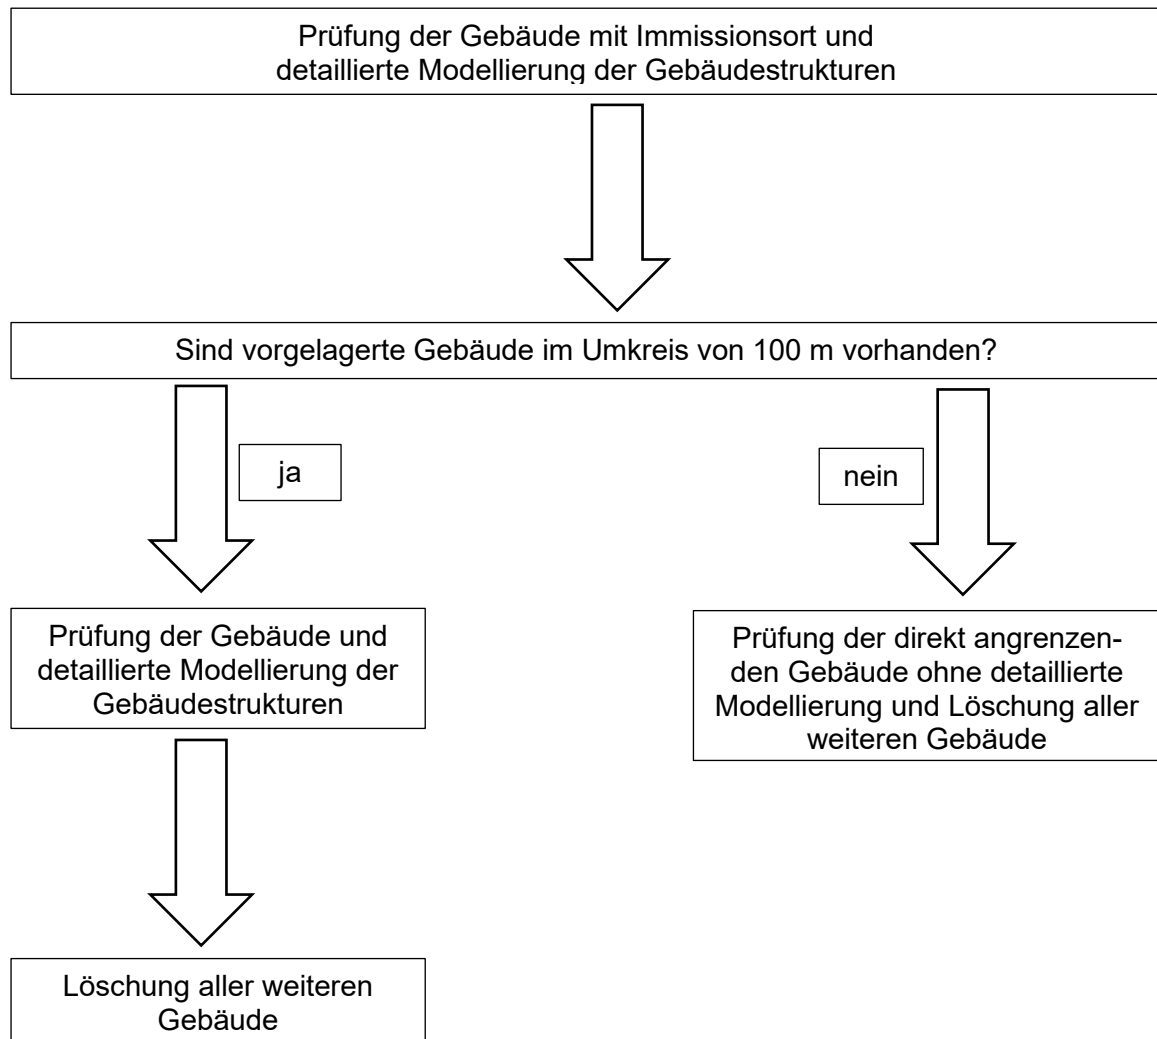 Prüfung der Gebäude mit Immissionsort und
detaillierte Modellierung der Gebäudestrukturen
Sind vorgelagerte Gebäude im Umkreis von 100 m vorhanden?
ja
nein
Prüfung der Gebäude und
detaillierte Modellierung der
Gebäudestrukturen
Prüfung der direkt angrenzen-
den Gebäude ohne detaillierte
Modellierung und Löschung aller
weiteren Gebäude
Löschung aller weiteren
Gebäude